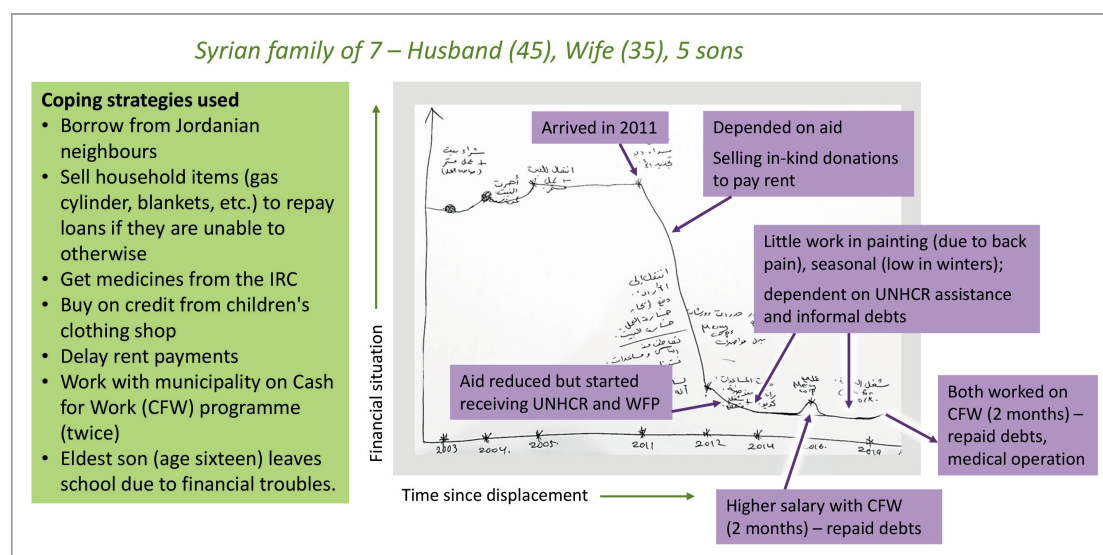 Syrian family of 7 – Husband (45), Wife (35), 5 sons
Coping strategies used
• Borrow from Jordanian
neighbours
• Sell household items (gas
cylinder, blankets, etc.) to repay
loans if they are unable to
otherwise
• Get medicines from the IRC
• Buy on credit from children's
clothing shop
• Delay rent payments
• Work with municipality on Cash
for Work (CFW) programme
(twice)
• Eldest son (age sixteen) leaves
school due to financial troubles.
Financial situation
Arrived in 2011
Depended on aid
Selling in-kind donations
to pay rent
Little work in painting (due to back
pain), seasonal (low in winters);
dependent on UNHCR assistance
and informal debts
شراء بيت
انتقل للبيت
انتقل إلى
Mercy
Aid reduced but started
receiving UNHCR and WFP
Both worked on
CFW (2 months) –
repaid debts,
medical operation
2003 2004. 2005. 2011 2012 2014 2016. 2019
Time since displacement
Higher salary with CFW
(2 months) – repaid debts